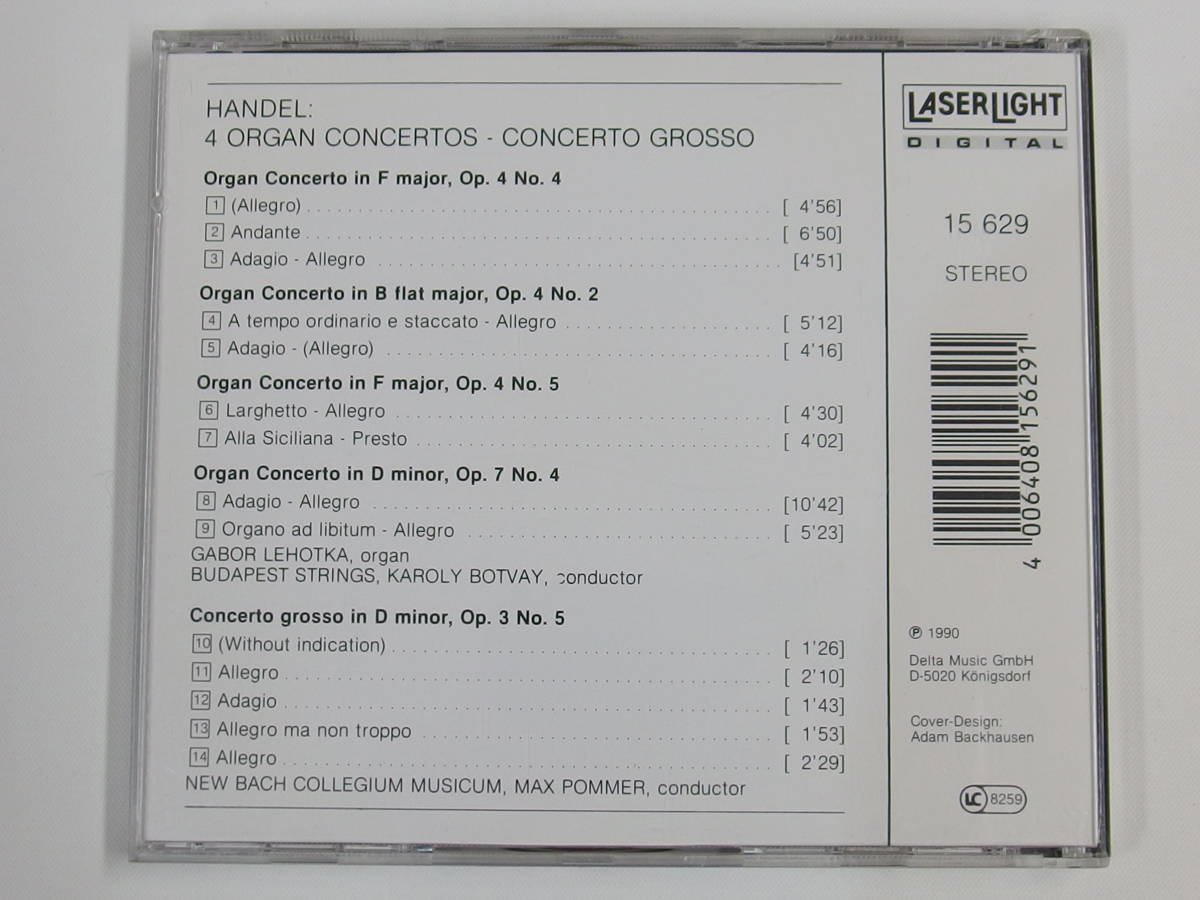 HANDEL:
4 ORGAN CONCERTOS - CONCERTO GROSSO
Organ Concerto in F major, Op. 4 No. 4
1 (Allegro) [ 4'56]
2 Andante [ 6'50]
3 Adagio - Allegro [4'51]
Organ Concerto in B flat major, Op. 4 No. 2
4 A tempo ordinario e staccato - Allegro [ 5'12]
5 Adagio - (Allegro) [ 4'16]
Organ Concerto in F major, Op. 4 No. 5
6 Larghetto - Allegro [ 4'30]
7 Alla Siciliana - Presto [ 4'02]
Organ Concerto in D minor, Op. 7 No. 4
8 Adagio - Allegro [10'42]
9 Organo ad libitum - Allegro [ 5'23]
GABOR LEHOTKA, organ
BUDAPEST STRINGS, KAROLY BOTVAY, conductor
Concerto grosso in D minor, Op. 3 No. 5
10 (Without indication) [ 1'26]
11 Allegro [ 2'10]
12 Adagio [ 1'43]
13 Allegro ma non troppo [ 1'53]
14 Allegro [ 2'29]
NEW BACH COLLEGIUM MUSICUM, MAX POMMER, conductor
LASERLIGHT
DIGITAL
15 629
STEREO
4 006408 156291
℗ 1990
Delta Music GmbH
D-5020 Königsdorf
Cover-Design:
Adam Backhausen
LC 8259